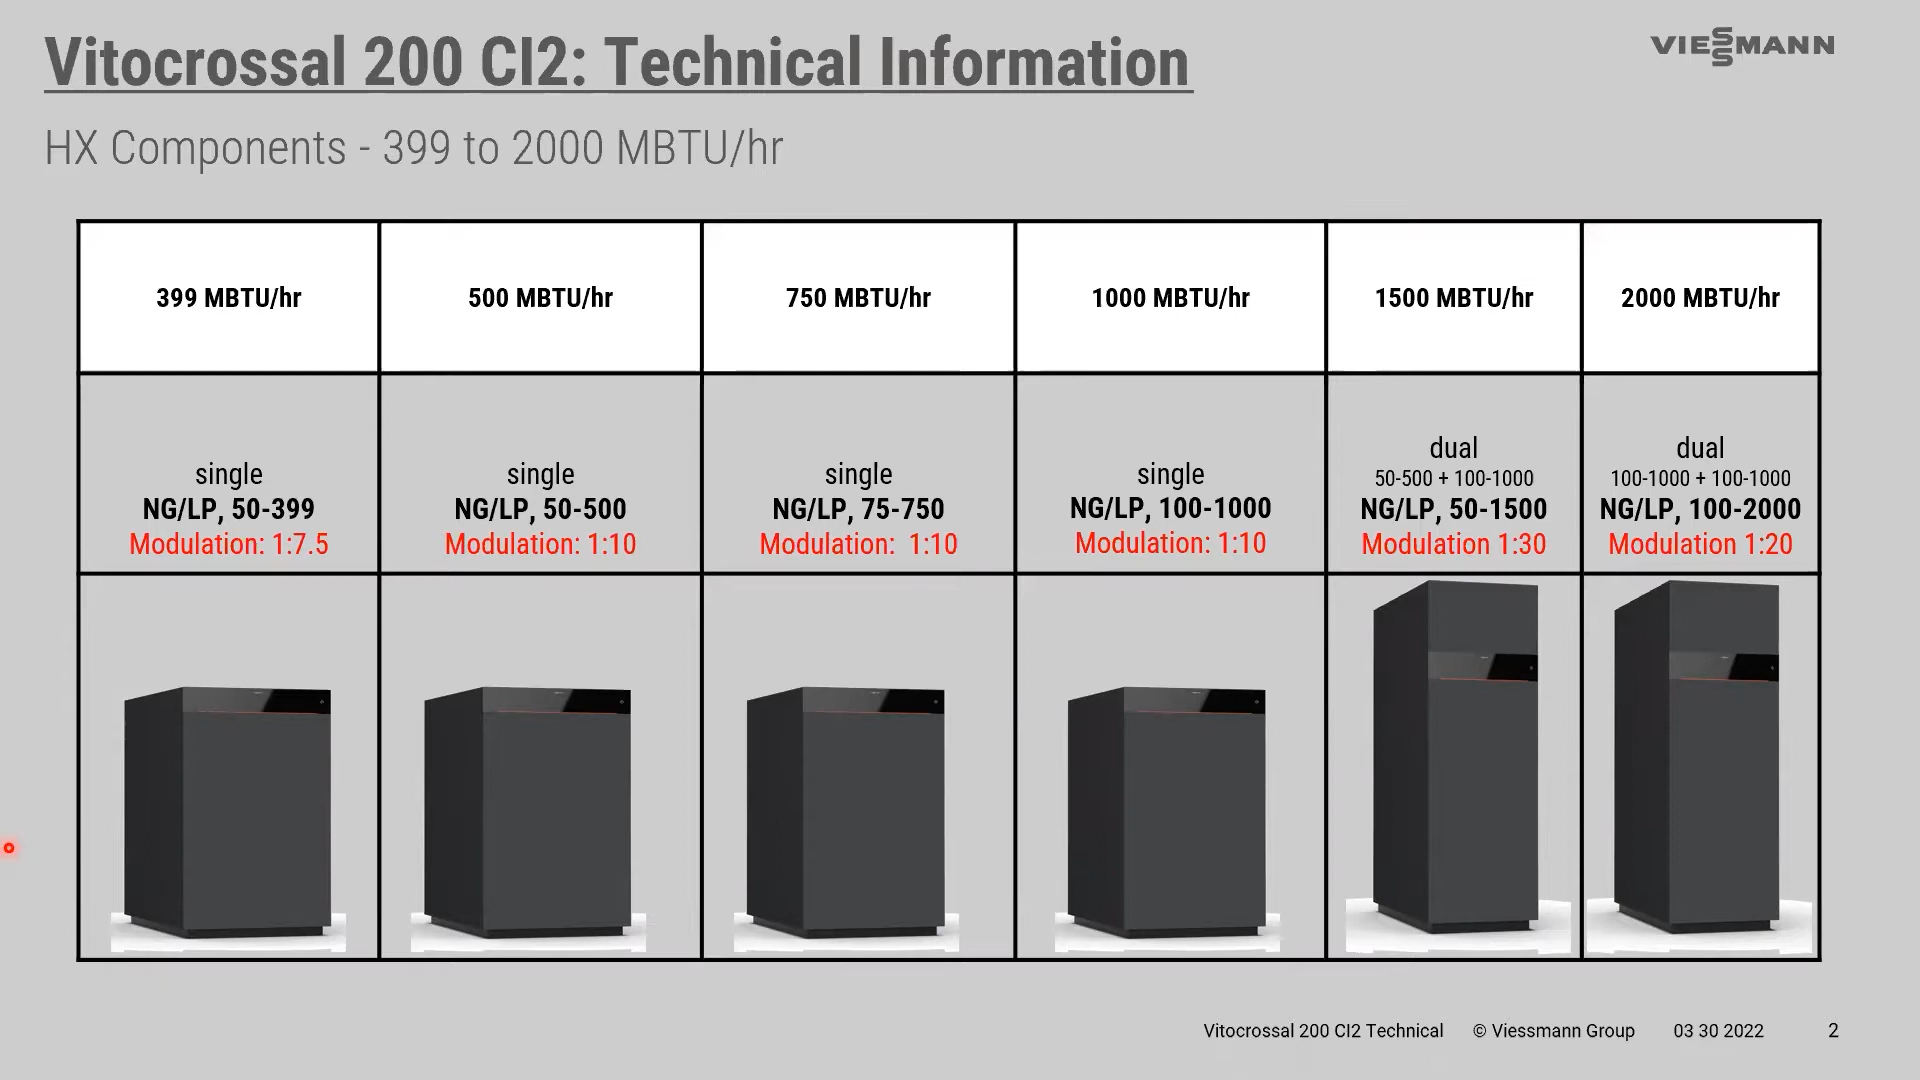 Vitocrossal 200 CI2: Technical Information
VIESSMANN
HX Components - 399 to 2000 MBTU/hr
399 MBTU/hr
500 MBTU/hr
750 MBTU/hr
1000 MBTU/hr
1500 MBTU/hr
2000 MBTU/hr
single
NG/LP, 50-399
Modulation: 1:7.5
single
NG/LP, 50-500
Modulation: 1:10
single
NG/LP, 75-750
Modulation:  1:10
single
NG/LP, 100-1000
Modulation: 1:10
dual
50-500 + 100-1000
NG/LP, 50-1500
Modulation 1:30
dual
100-1000 + 100-1000
NG/LP, 100-2000
Modulation 1:20
Vitocrossal 200 CI2 Technical © Viessmann Group 03 30 2022 2